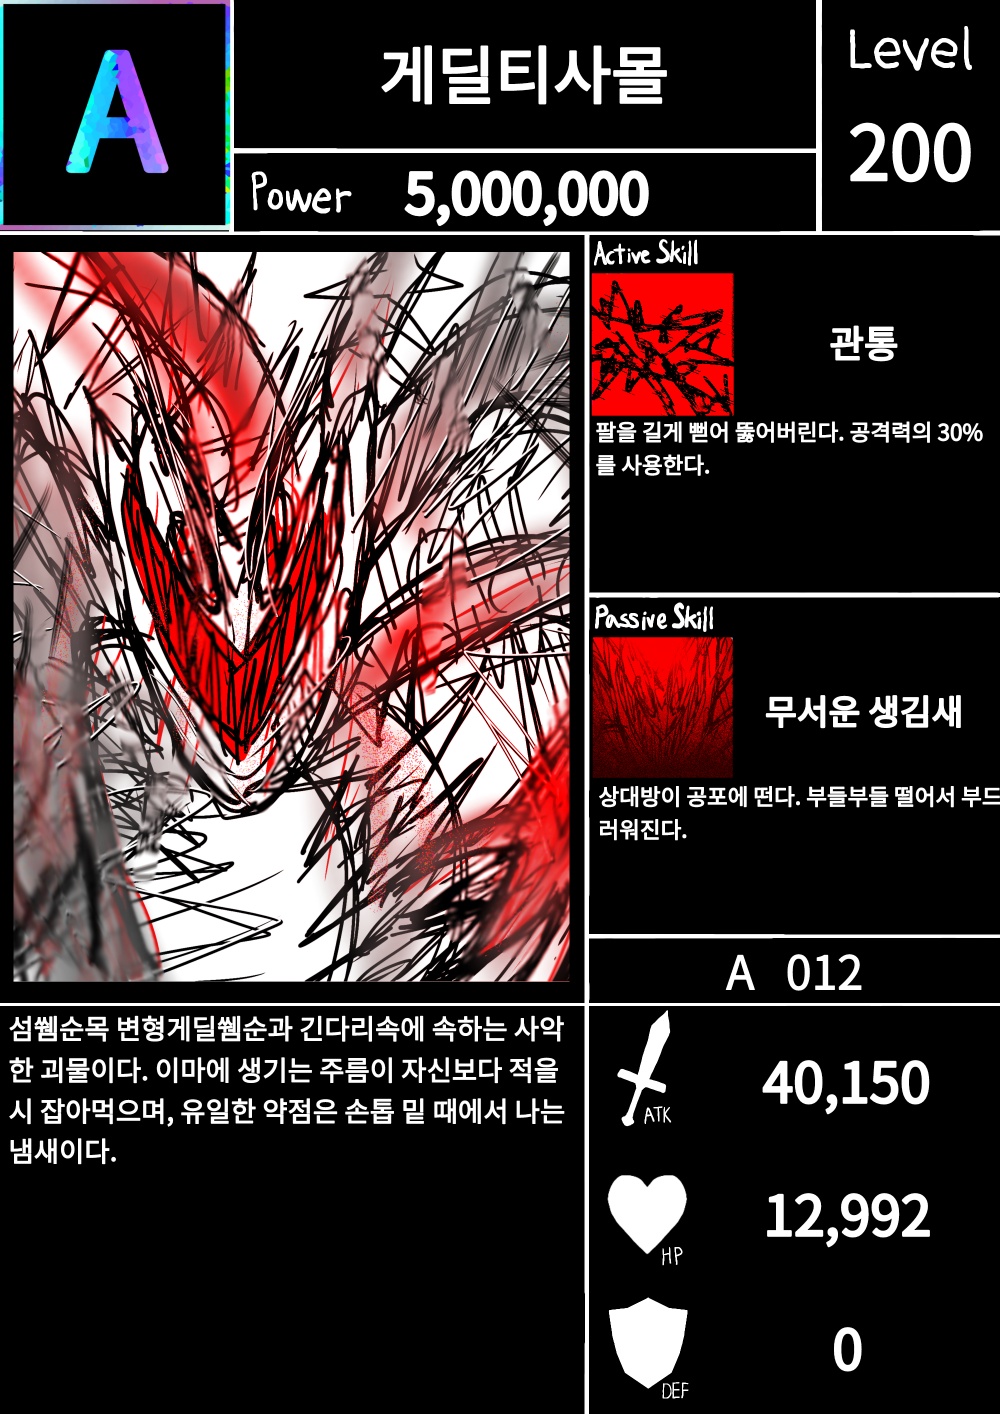 A
게딜티사몰
Level
200
Power 5,000,000
Active Skill
관통
팔을 길게 뻗어 뚫어버린다. 공격력의 30%
를 사용한다.
Passive Skill
무서운 생김새
상대방이 공포에 떤다. 부들부들 떨어서 부드
러워진다.
A 012
섬쒬순목 변형게딜쒬순과 긴다리속에 속하는 사악
한 괴물이다. 이마에 생기는 주름이 자신보다 적을
시 잡아먹으며, 유일한 약점은 손톱 밑 때에서 나는
냄새이다.
ATK
40,150
HP
12,992
DEF
0